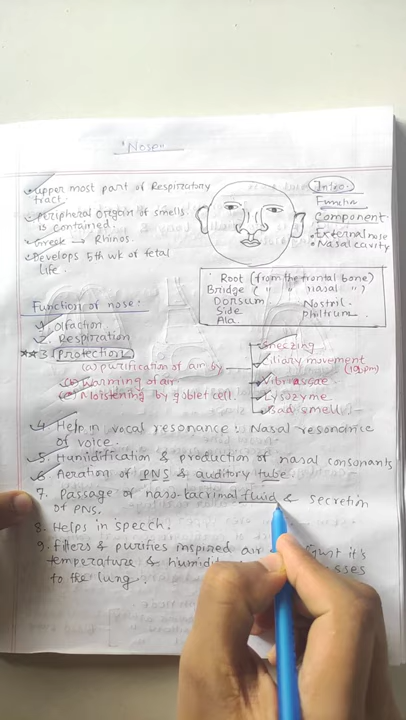 "Nose"
upper most part of Respiratory
tract.
peripheral organ of smells
is contained.
Greek → Rhinos.
Develops 5th wk of fetal
life.
Intro.
Function
Component
• External nose
• Nasal cavity
Root (from the frontal bone)
Bridge ( " " nasal " )
Dorsum
Side
Ala.
Nostril.
philtrum.
Function of nose:
1. Olfaction
2. Respiration
** 3. Protection
(a) purification of air by
(b) Warming of air
(c) Moistening by goblet cell.
Sneezing
Ciliary movement
Vibrissae
Lysozyme
Bad smell.
4. Help in vocal resonance: Nasal resonance
of voice.
5. Humidification & production of nasal consonants
6. Aeration of PNS & auditory tube.
7. Passage of naso-lacrimal fluid & secretion
of PNS.
8. Helps in speech.
9. Filters & purifies inspired air it's
temperature &
to the lung.